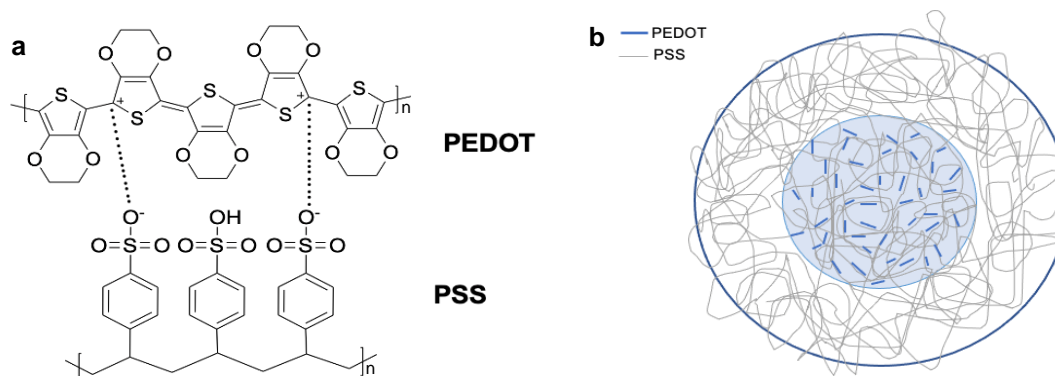 a
O O O O
S S
+ +
S S S
n
O O O O O O
PEDOT
O- OH O-
O=S=O O=S=O O=S=O
PSS
n
b
PEDOT
PSS